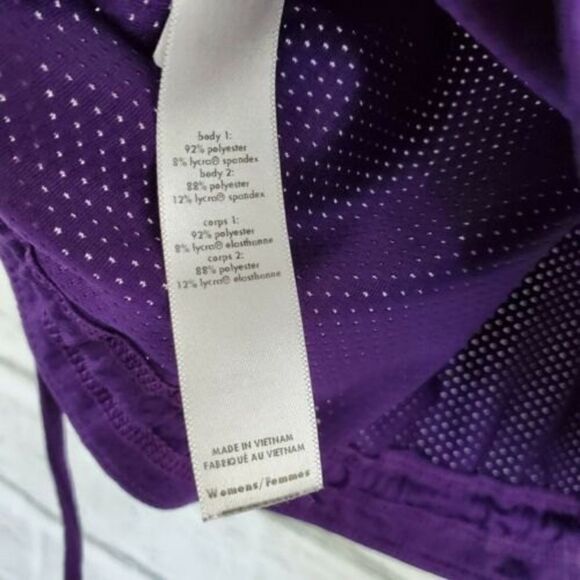 body 1:
92% polyester
8% lycra® spandex
body 2:
88% polyester
12% lycra® spandex
corps 1:
92% polyester
8% lycra® elasthanne
corps 2:
88% polyester
12% lycra® elasthanne
MADE IN VIETNAM
FABRIQUÉ AU VIETNAM
Womens/Femmes